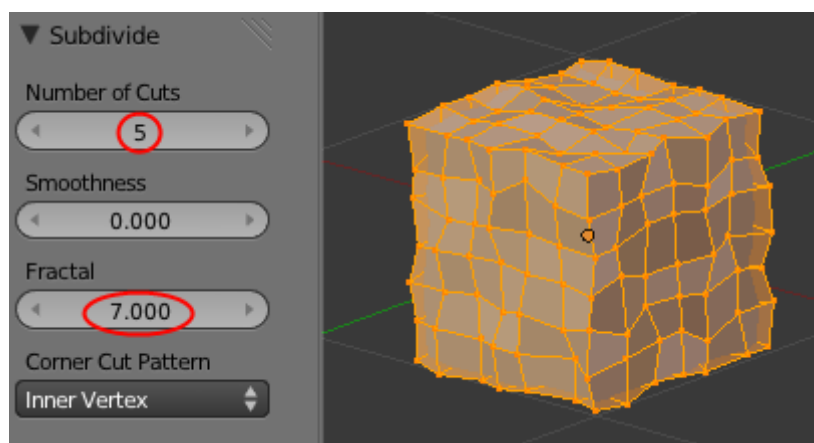 Subdivide
Number of Cuts
5
Smoothness
0.000
Fractal
7.000
Corner Cut Pattern
Inner Vertex